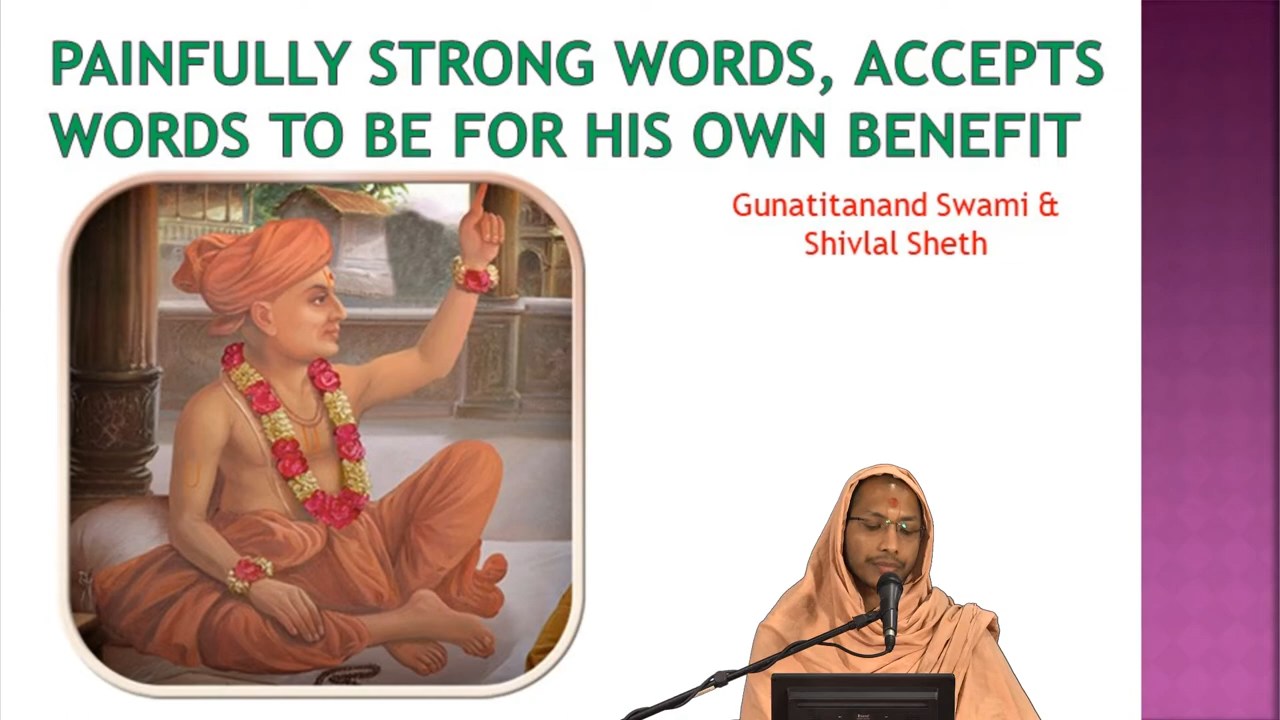 PAINFULLY STRONG WORDS, ACCEPTS
WORDS TO BE FOR HIS OWN BENEFIT
Gunatitanand Swami &
Shivlal Sheth